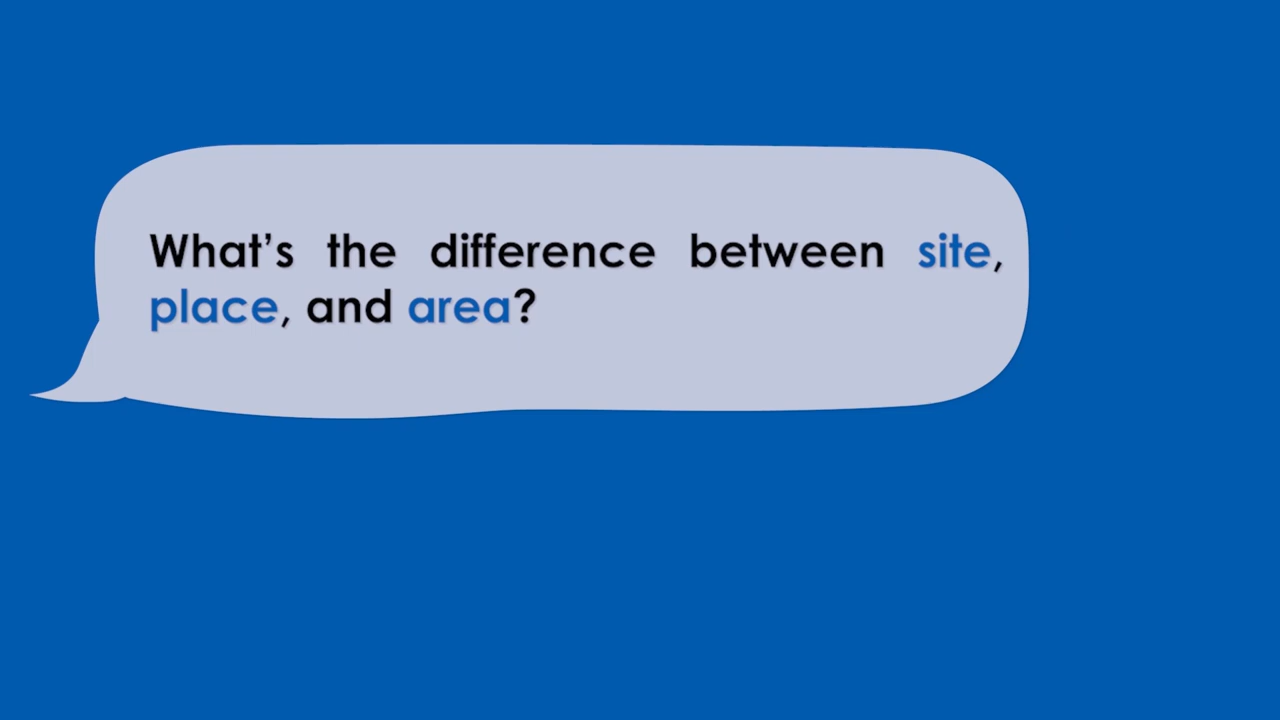 What’s the difference between site,
place, and area?